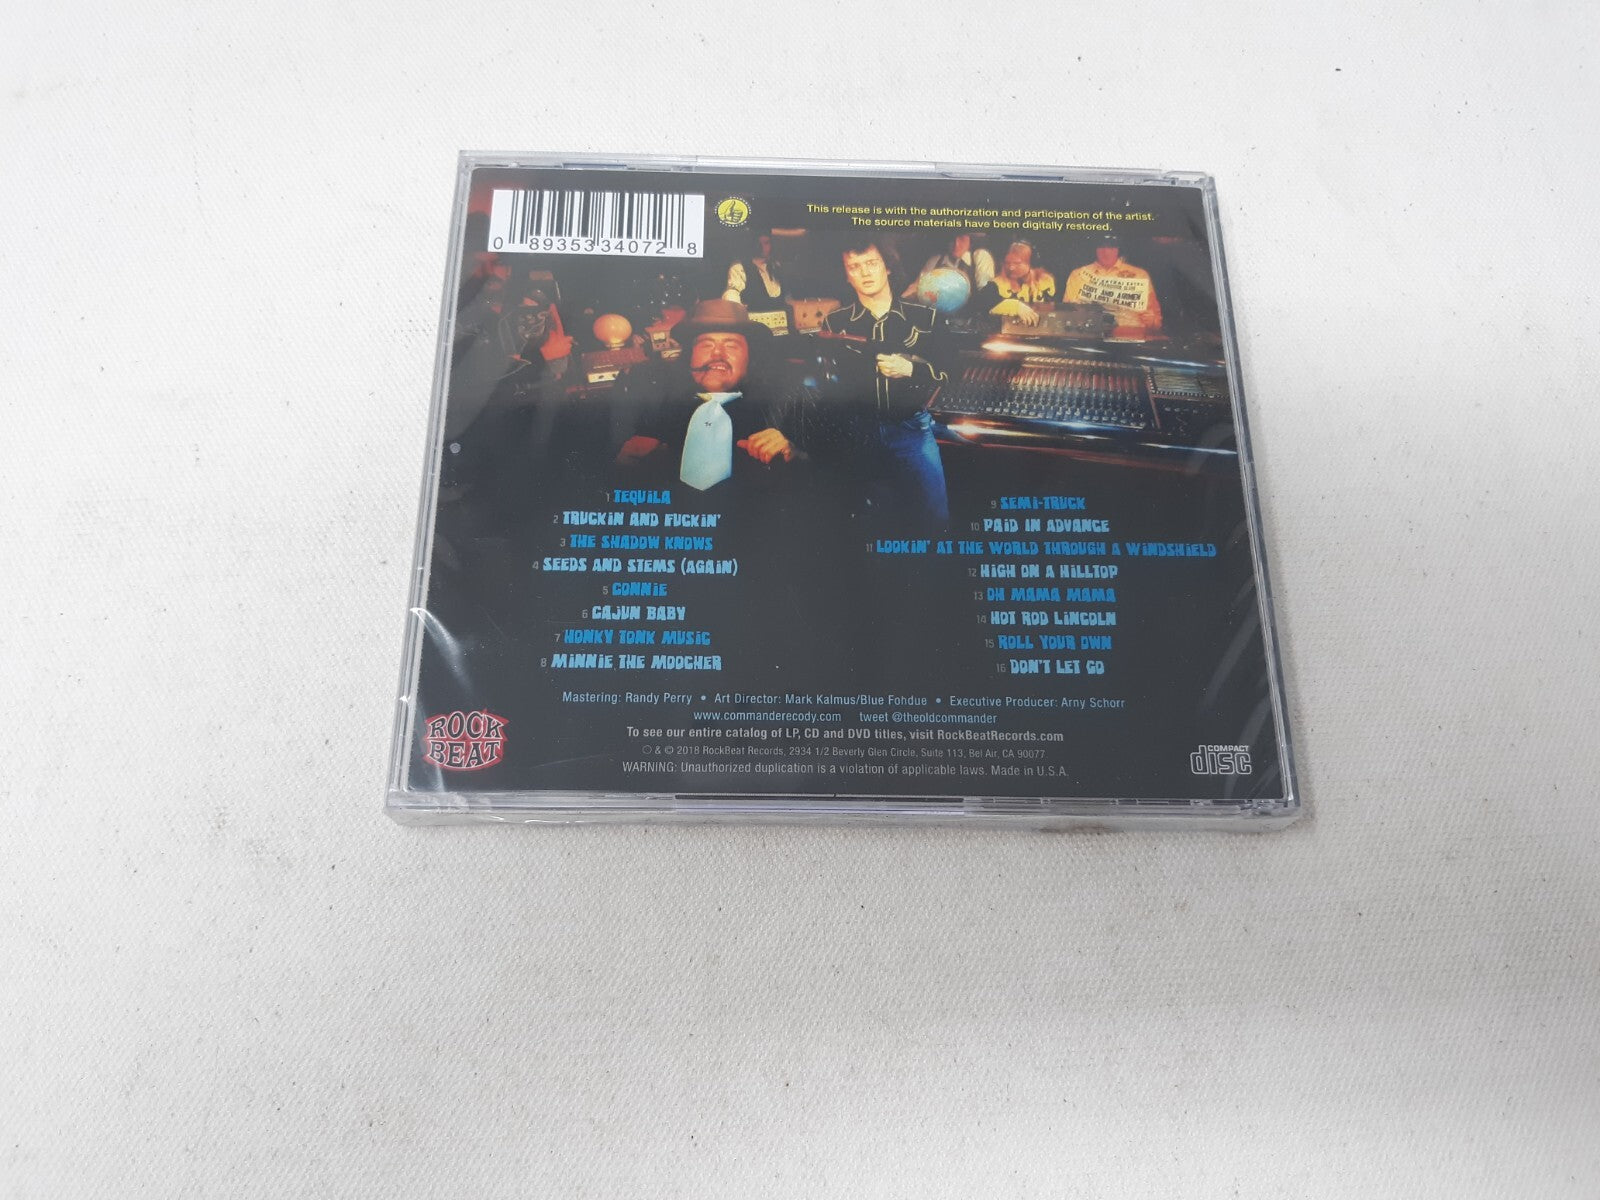 0 89353 34072 8
This release is with the authorization and participation of the artist.
The source materials have been digitally restored.
CODY AND AIRMEN
FIND LOST PLANET!!
1 TEQUILA
2 TRUCKIN AND FUCKIN'
3 THE SHADOW KNOWS
4 SEEDS AND STEMS (AGAIN)
5 CONNIE
6 CAJUN BABY
7 HONKY TONK MUSIC
8 MINNIE THE MOOCHER
9 SEMI-TRUCK
10 PAID IN ADVANCE
11 LOOKIN' AT THE WORLD THROUGH A WINDSHIELD
12 HIGH ON A HILLTOP
13 OH MAMA MAMA
14 HOT ROD LINCOLN
15 ROLL YOUR OWN
16 DON'T LET GO
Mastering: Randy Perry • Art Director: Mark Kalmus/Blue Fohdue • Executive Producer: Arny Schorr
www.commanderecody.com tweet @theoldcommander
To see our entire catalog of LP, CD and DVD titles, visit RockBeatRecords.com
℗ & © 2018 RockBeat Records, 2934 1/2 Beverly Glen Circle, Suite 113, Bel Air, CA 90077
WARNING: Unauthorized duplication is a violation of applicable laws. Made in U.S.A.
ROCK
BEAT
COMPACT
disc